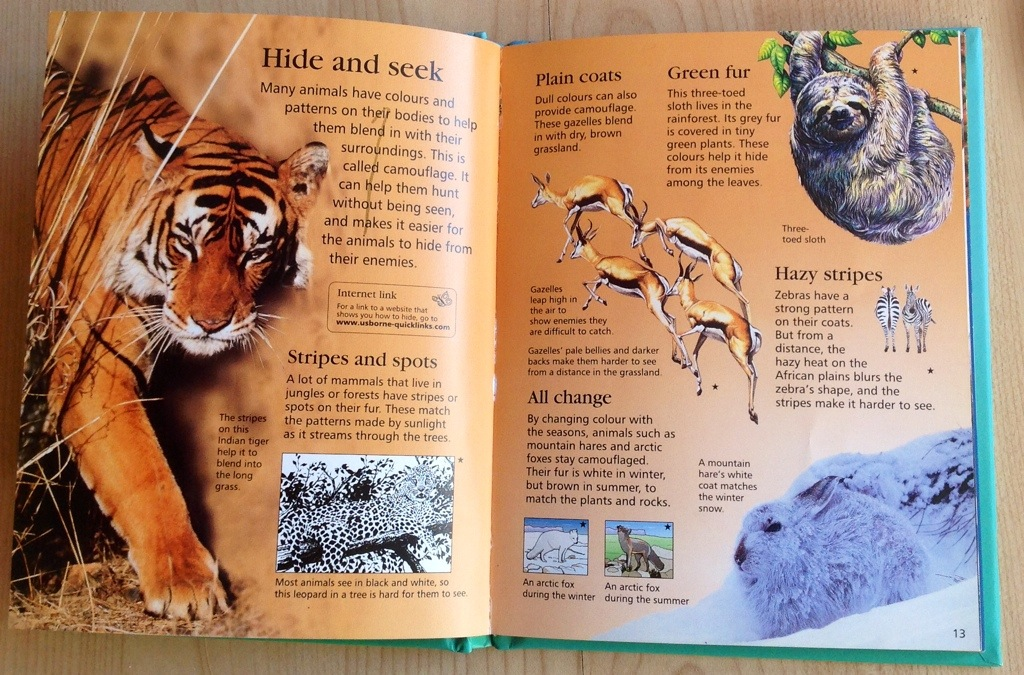 Hide and seek
Many animals have colours and
patterns on their bodies to help
them blend in with their
surroundings. This is
called camouflage. It
can help them hunt
without being seen,
and makes it easier for
the animals to hide from
their enemies.
Internet link
For a link to a website that
shows you how to hide, go to
www.usborne-quicklinks.com
Stripes and spots
A lot of mammals that live in
jungles or forests have stripes or
spots on their fur. These match
the patterns made by sunlight
as it streams through the trees.
The stripes
on this
Indian tiger
help it to
blend into
the long
grass.
Most animals see in black and white, so
this leopard in a tree is hard for them to see.
Plain coats
Dull colours can also
provide camouflage.
These gazelles blend
in with dry, brown
grassland.
Green fur
This three-toed
sloth lives in the
rainforest. Its grey fur
is covered in tiny
green plants. These
colours help it hide
from its enemies
among the leaves.
Three-
toed sloth
Gazelles
leap high in
the air to
show enemies they
are difficult to catch.
Gazelles' pale bellies and darker
backs make them harder to see
from a distance in the grassland.
Hazy stripes
Zebras have a
strong pattern
on their coats.
But from a
distance, the
hazy heat on the
African plains blurs the
zebra's shape, and the
stripes make it harder to see.
All change
By changing colour with
the seasons, animals such as
mountain hares and arctic
foxes stay camouflaged.
Their fur is white in winter,
but brown in summer, to
match the plants and rocks.
An arctic fox
during the winter
An arctic fox
during the summer
A mountain
hare's white
coat matches
the winter
snow.
13